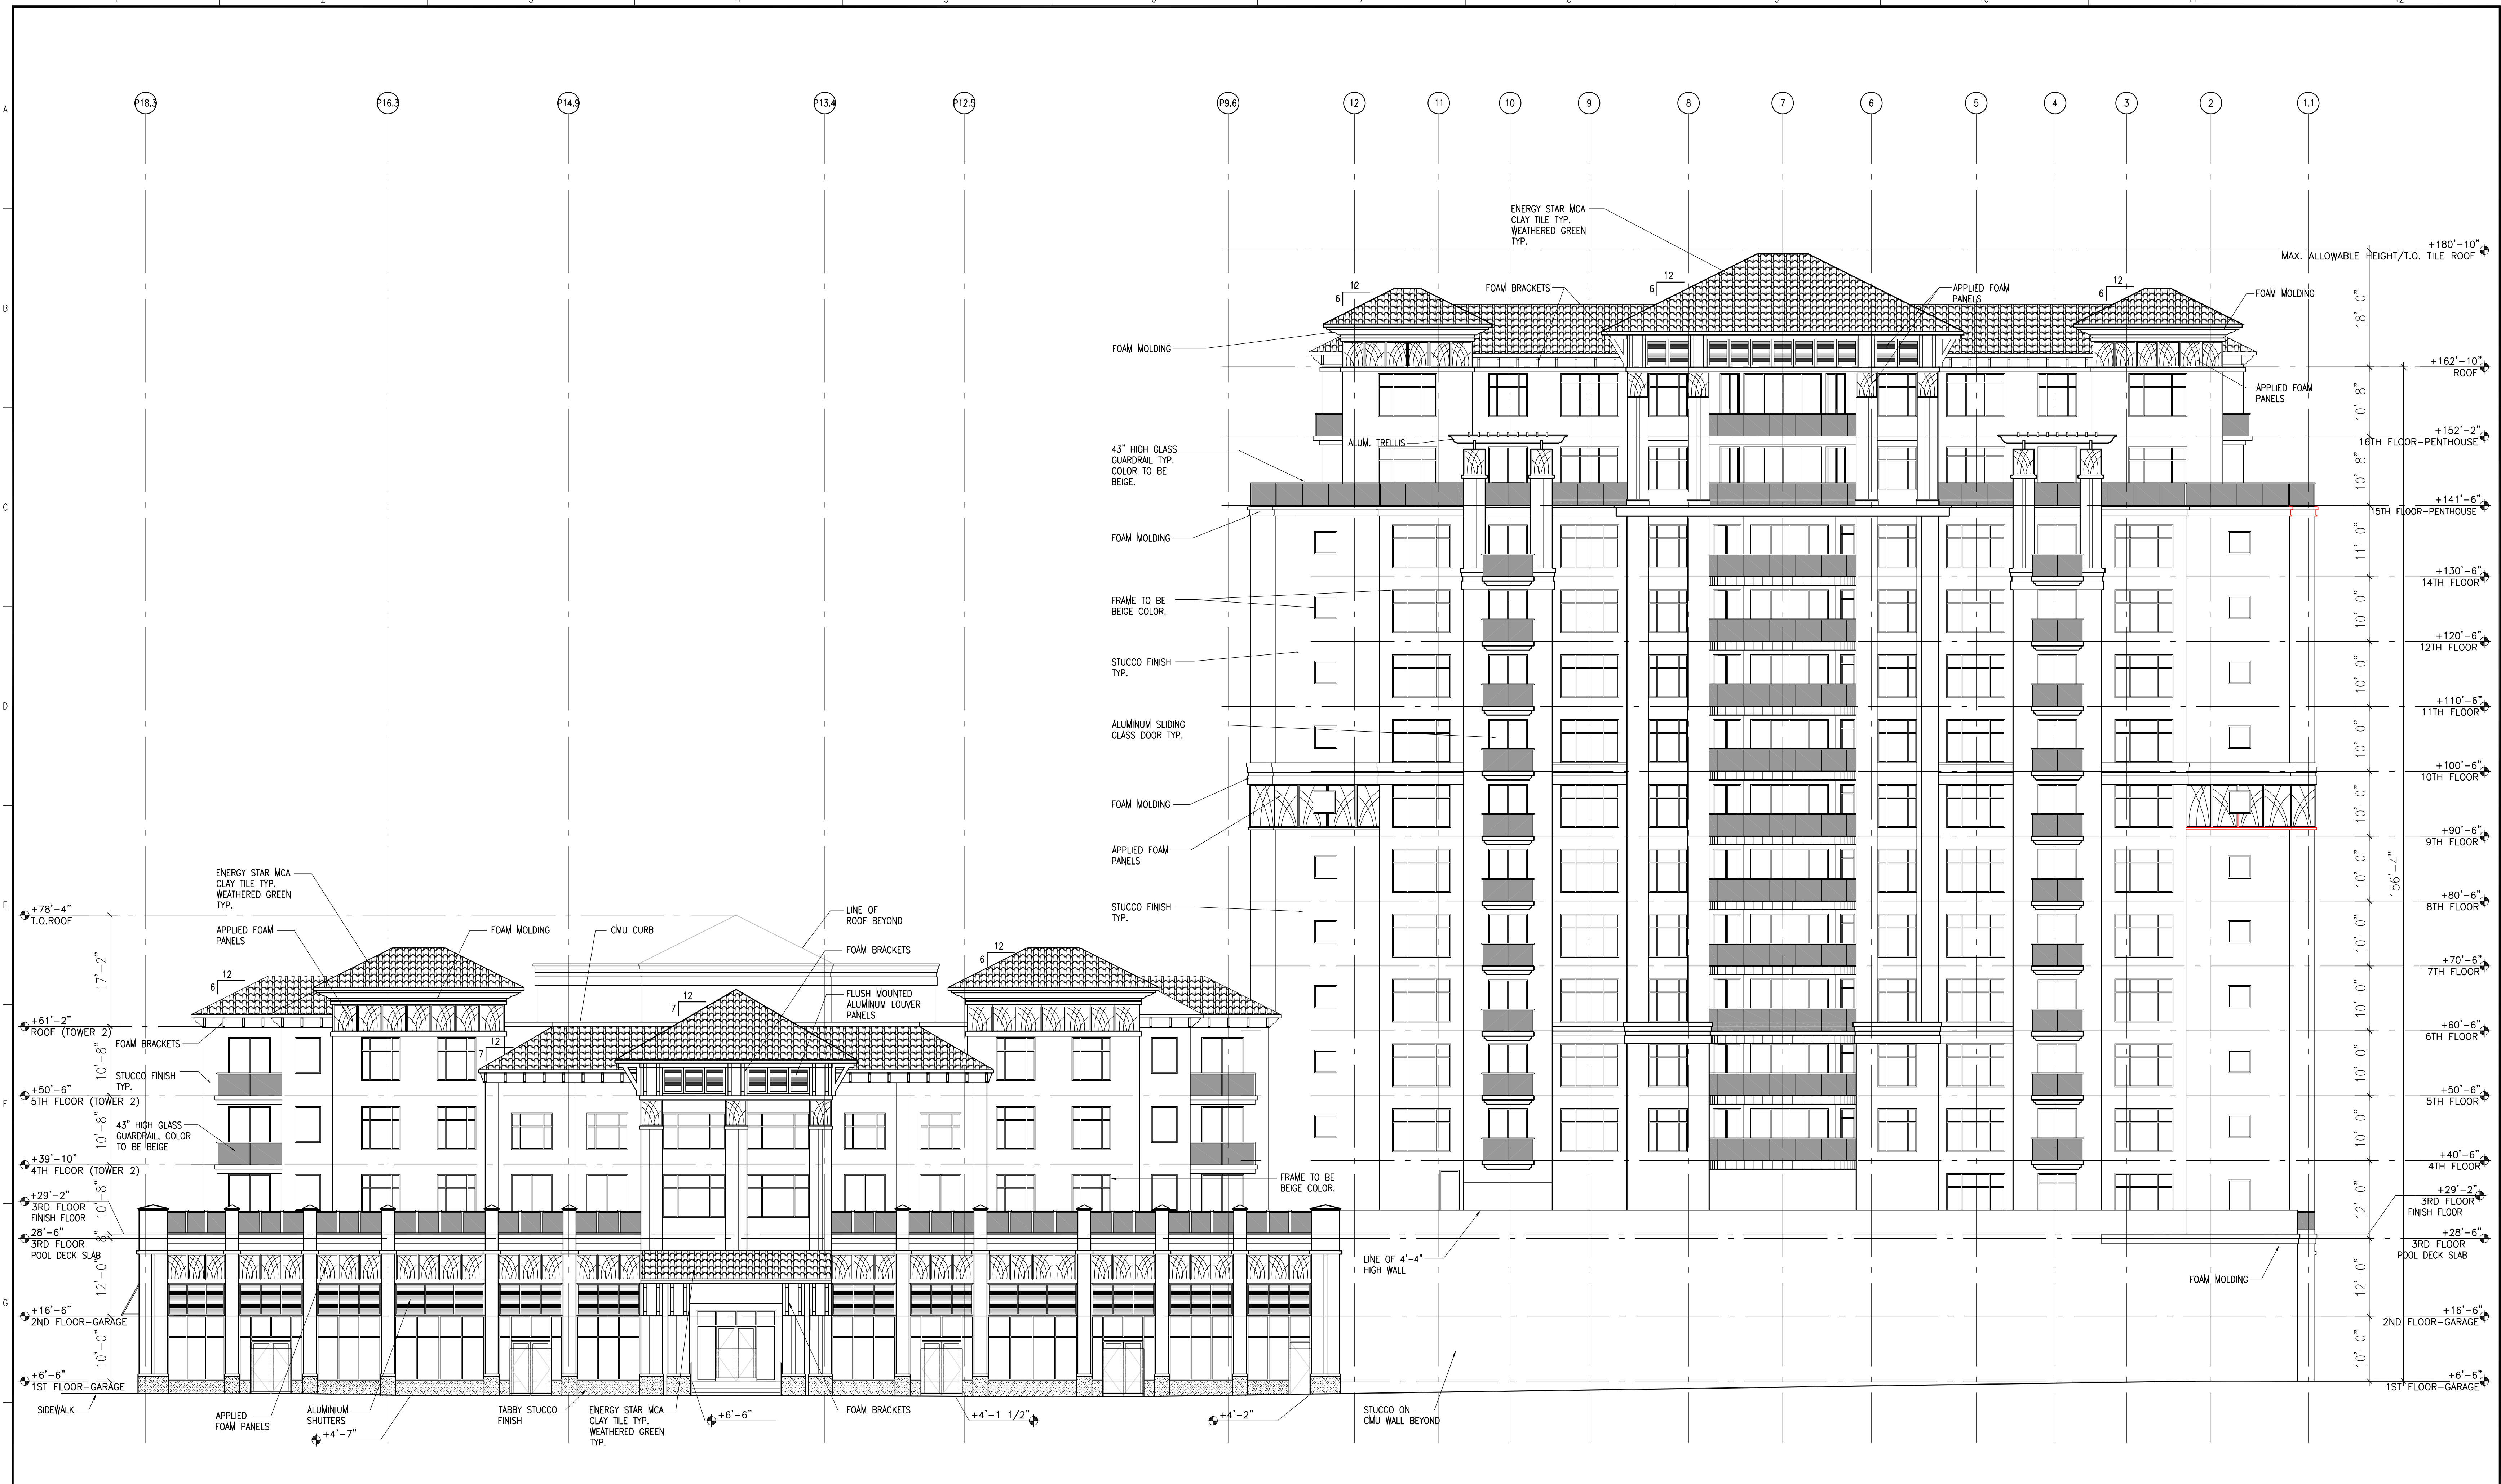 P18.3
P16.3
P14.9
P13.4
P12.5
P9.6
12
11
10
9
8
7
6
5
4
3
2
1.1
A
B
C
D
E
F
G
ENERGY STAR MCA
CLAY TILE TYP.
WEATHERED GREEN
TYP.
FOAM BRACKETS
12
6
12
6
12
6
APPLIED FOAM
PANELS
FOAM MOLDING
FOAM MOLDING
APPLIED FOAM
PANELS
ALUM. TRELLIS
43" HIGH GLASS
GUARDRAIL TYP.
COLOR TO BE
BEIGE.
FOAM MOLDING
FRAME TO BE
BEIGE COLOR.
STUCCO FINISH
TYP.
ALUMINUM SLIDING
GLASS DOOR TYP.
FOAM MOLDING
APPLIED FOAM
PANELS
STUCCO FINISH
TYP.
+180'-10"
MAX. ALLOWABLE HEIGHT/T.O. TILE ROOF
18'-0"
+162'-10"
ROOF
10'-8"
+152'-2"
16TH FLOOR-PENTHOUSE
10'-8"
+141'-6"
15TH FLOOR-PENTHOUSE
11'-0"
+130'-6"
14TH FLOOR
10'-0"
+120'-6"
12TH FLOOR
10'-0"
+110'-6"
11TH FLOOR
10'-0"
+100'-6"
10TH FLOOR
10'-0"
+90'-6"
9TH FLOOR
10'-0"
156'-4"
+80'-6"
8TH FLOOR
10'-0"
+70'-6"
7TH FLOOR
10'-0"
+60'-6"
6TH FLOOR
10'-0"
+50'-6"
5TH FLOOR
10'-0"
+40'-6"
4TH FLOOR
12'-0"
+29'-2"
3RD FLOOR
FINISH FLOOR
+28'-6"
3RD FLOOR
POOL DECK SLAB
12'-0"
FOAM MOLDING
+16'-6"
2ND FLOOR-GARAGE
10'-0"
+6'-6"
1ST FLOOR-GARAGE
ENERGY STAR MCA
CLAY TILE TYP.
WEATHERED GREEN
TYP.
APPLIED FOAM
PANELS
FOAM MOLDING
CMU CURB
LINE OF
ROOF BEYOND
FOAM BRACKETS
FLUSH MOUNTED
ALUMINUM LOUVER
PANELS
12
6
12
6
12
7
12
7
+78'-4"
T.O.ROOF
17'-2"
+61'-2"
ROOF (TOWER 2)
FOAM BRACKETS
10'-8"
STUCCO FINISH
TYP.
+50'-6"
5TH FLOOR (TOWER 2)
43" HIGH GLASS
GUARDRAIL, COLOR
TO BE BEIGE
10'-8"
+39'-10"
4TH FLOOR (TOWER 2)
10'-8"
+29'-2"
3RD FLOOR
FINISH FLOOR
8"
28'-6"
3RD FLOOR
POOL DECK SLAB
12'-0"
+16'-6"
2ND FLOOR-GARAGE
10'-0"
+6'-6"
1ST FLOOR-GARAGE
FRAME TO BE
BEIGE COLOR.
LINE OF 4'-4"
HIGH WALL
SIDEWALK
APPLIED
FOAM PANELS
ALUMINIUM
SHUTTERS
+4'-7"
TABBY STUCCO
FINISH
ENERGY STAR MCA
CLAY TILE TYP.
WEATHERED GREEN
TYP.
+6'-6"
FOAM BRACKETS
+4'-1 1/2"
+4'-2"
STUCCO ON
CMU WALL BEYOND